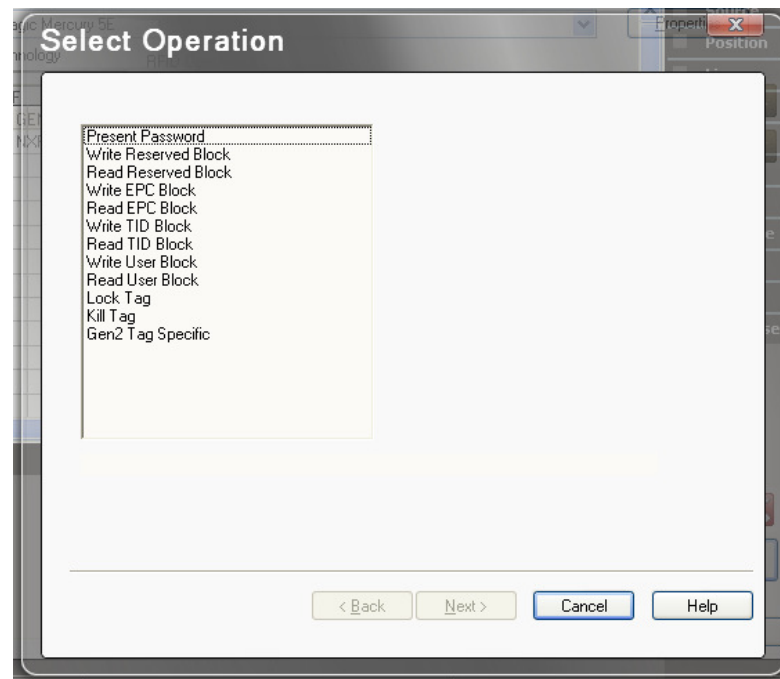 Select Operation
Properti
Source
Position
Present Password
Write Reserved Block
Read Reserved Block
Write EPC Block
Read EPC Block
Write TID Block
Read TID Block
Write User Block
Read User Block
Lock Tag
Kill Tag
Gen2 Tag Specific
< Back
Next >
Cancel
Help